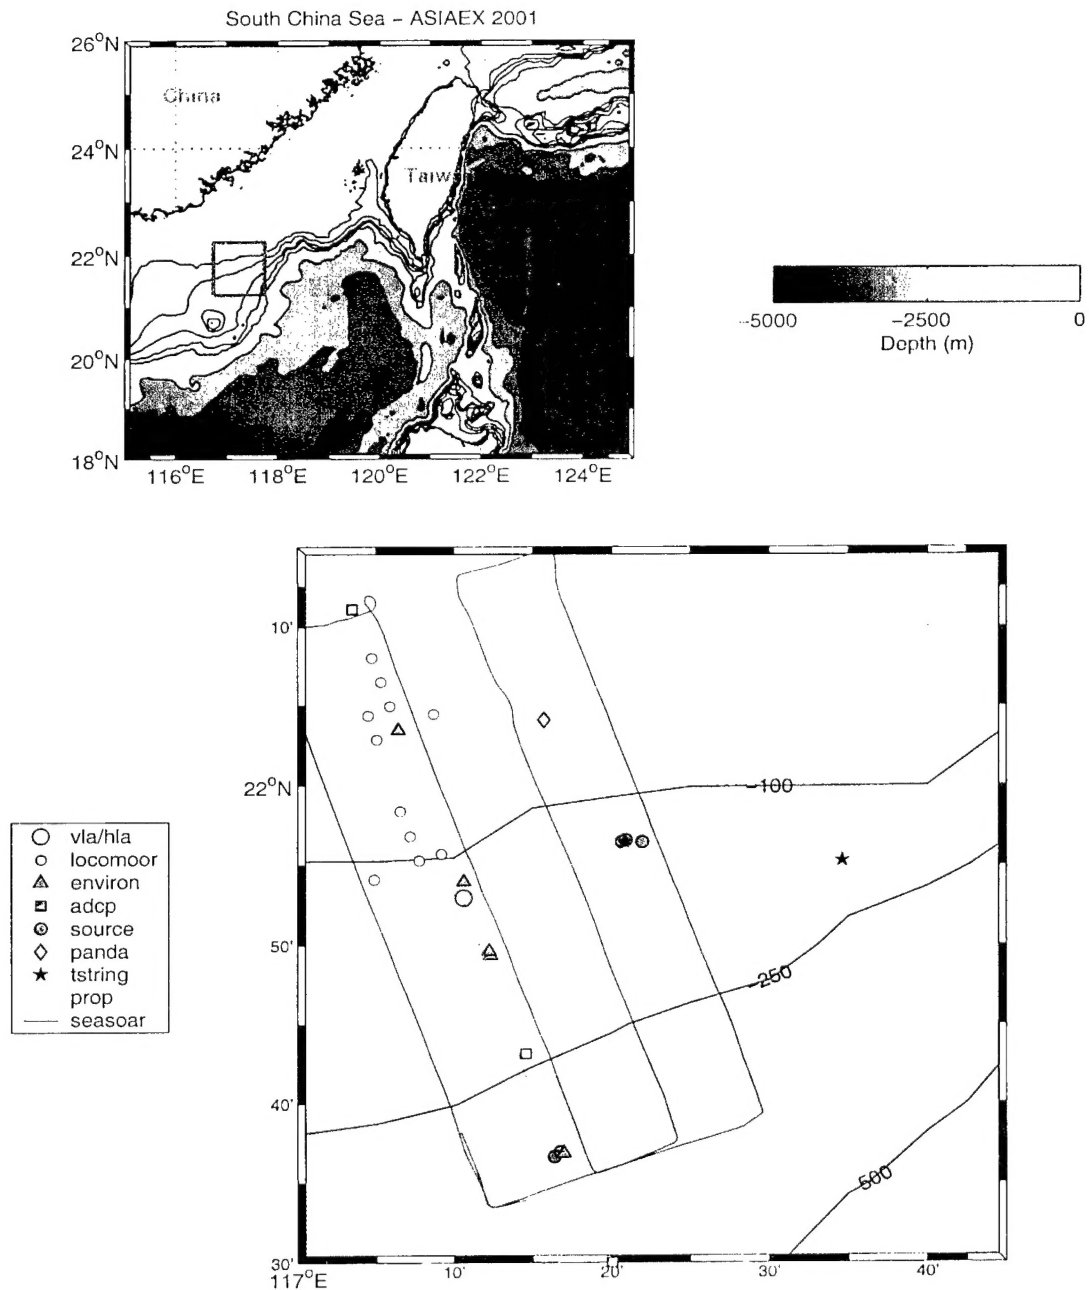 South China Sea – ASIAEX 2001
26°N
24°N
22°N
20°N
18°N
116°E 118°E 120°E 122°E 124°E
China
Taiwan
-5000 -2500 0
Depth (m)
10'
22°N
50'
40'
30'
117°E 10' 20' 30' 40'
-100
-250
-500
vla/hla
locomoor
environ
adcp
source
panda
tstring
prop
seasoar